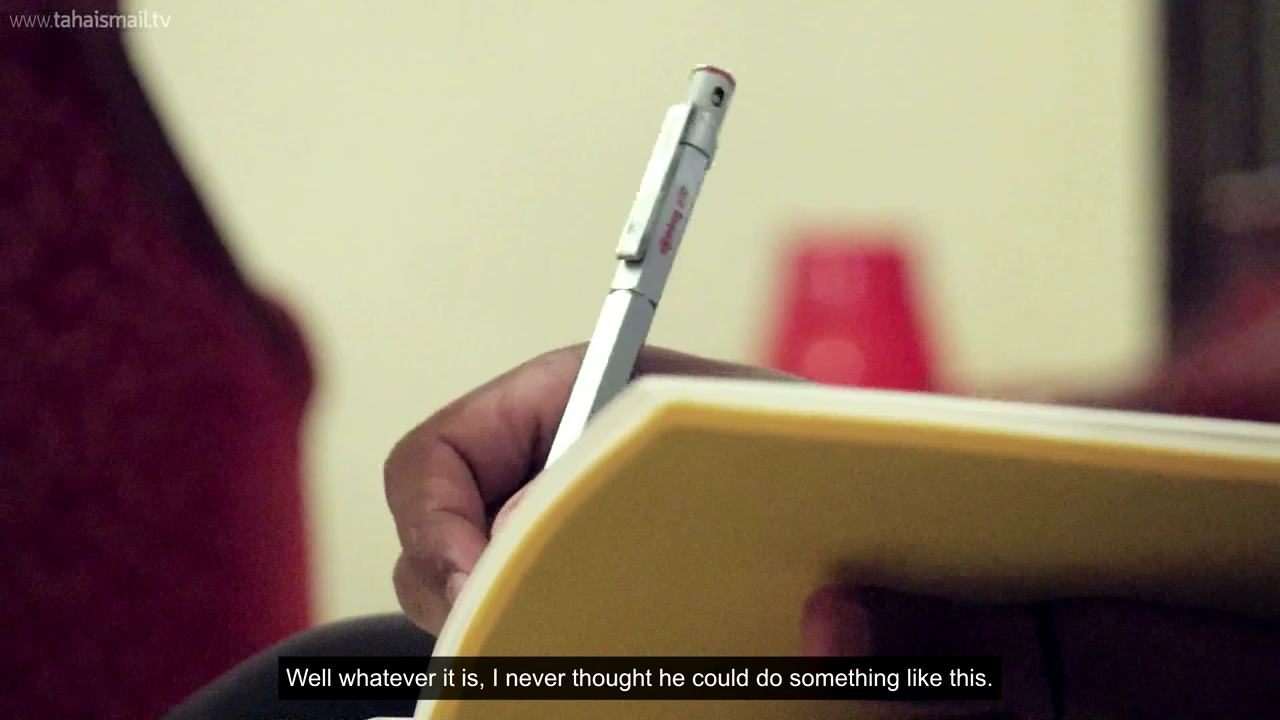 www.tahaismail.tv
Well whatever it is, I never thought he could do something like this.